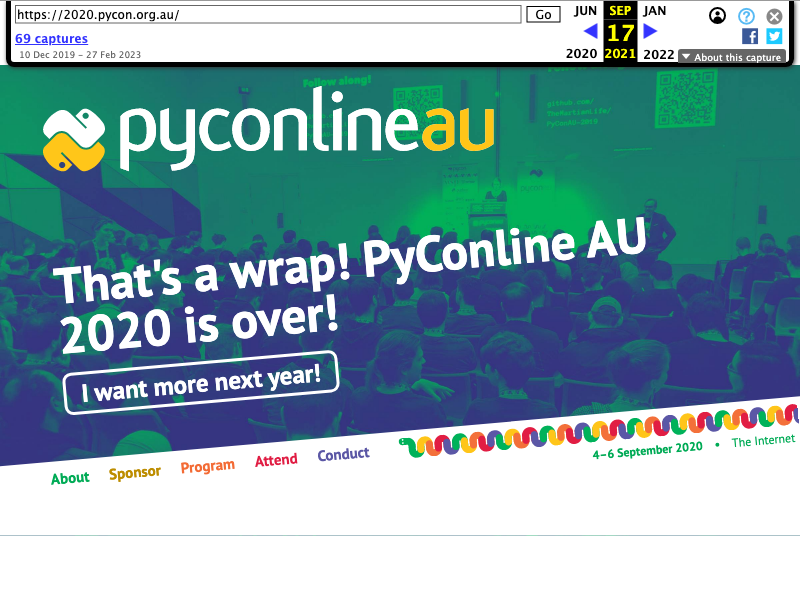 https://2020.pycon.org.au/
Go
JUN
SEP
JAN
69 captures
17
10 Dec 2019 – 27 Feb 2023
2020
2021
2022
About this capture
Follow along!
github.com/
pyconlineau
That's a wrap! PyConline AU
2020 is over!
I want more next year!
About
Sponsor
Program
Attend
Conduct
4–6 September 2020 • The Internet